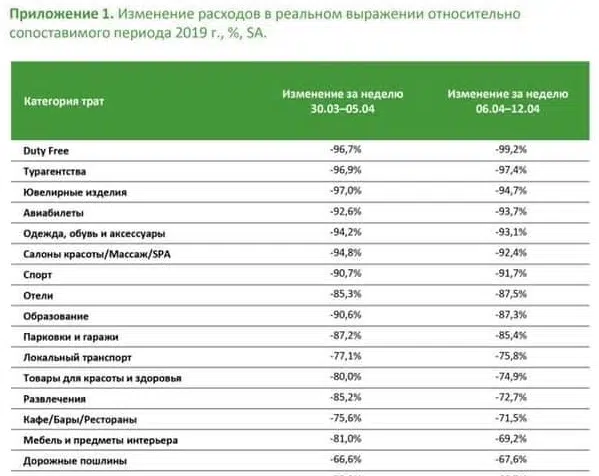 Приложение 1. Изменение расходов в реальном выражении относительно
сопоставимого периода 2019 г., %, SA.
Категория трат Изменение за неделю 30.03–05.04 Изменение за неделю 06.04–12.04
Duty Free -96,7% -99,2%
Турагентства -96,9% -97,4%
Ювелирные изделия -97,0% -94,7%
Авиабилеты -92,6% -93,7%
Одежда, обувь и аксессуары -94,2% -93,1%
Салоны красоты/Массаж/SPA -94,8% -92,4%
Спорт -90,7% -91,7%
Отели -85,3% -87,5%
Образование -90,6% -87,3%
Парковки и гаражи -87,2% -85,4%
Локальный транспорт -77,1% -75,8%
Товары для красоты и здоровья -80,0% -74,9%
Развлечения -85,2% -72,7%
Кафе/Бары/Рестораны -75,6% -71,5%
Мебель и предметы интерьера -81,0% -69,2%
Дорожные пошлины -66,6% -67,6%